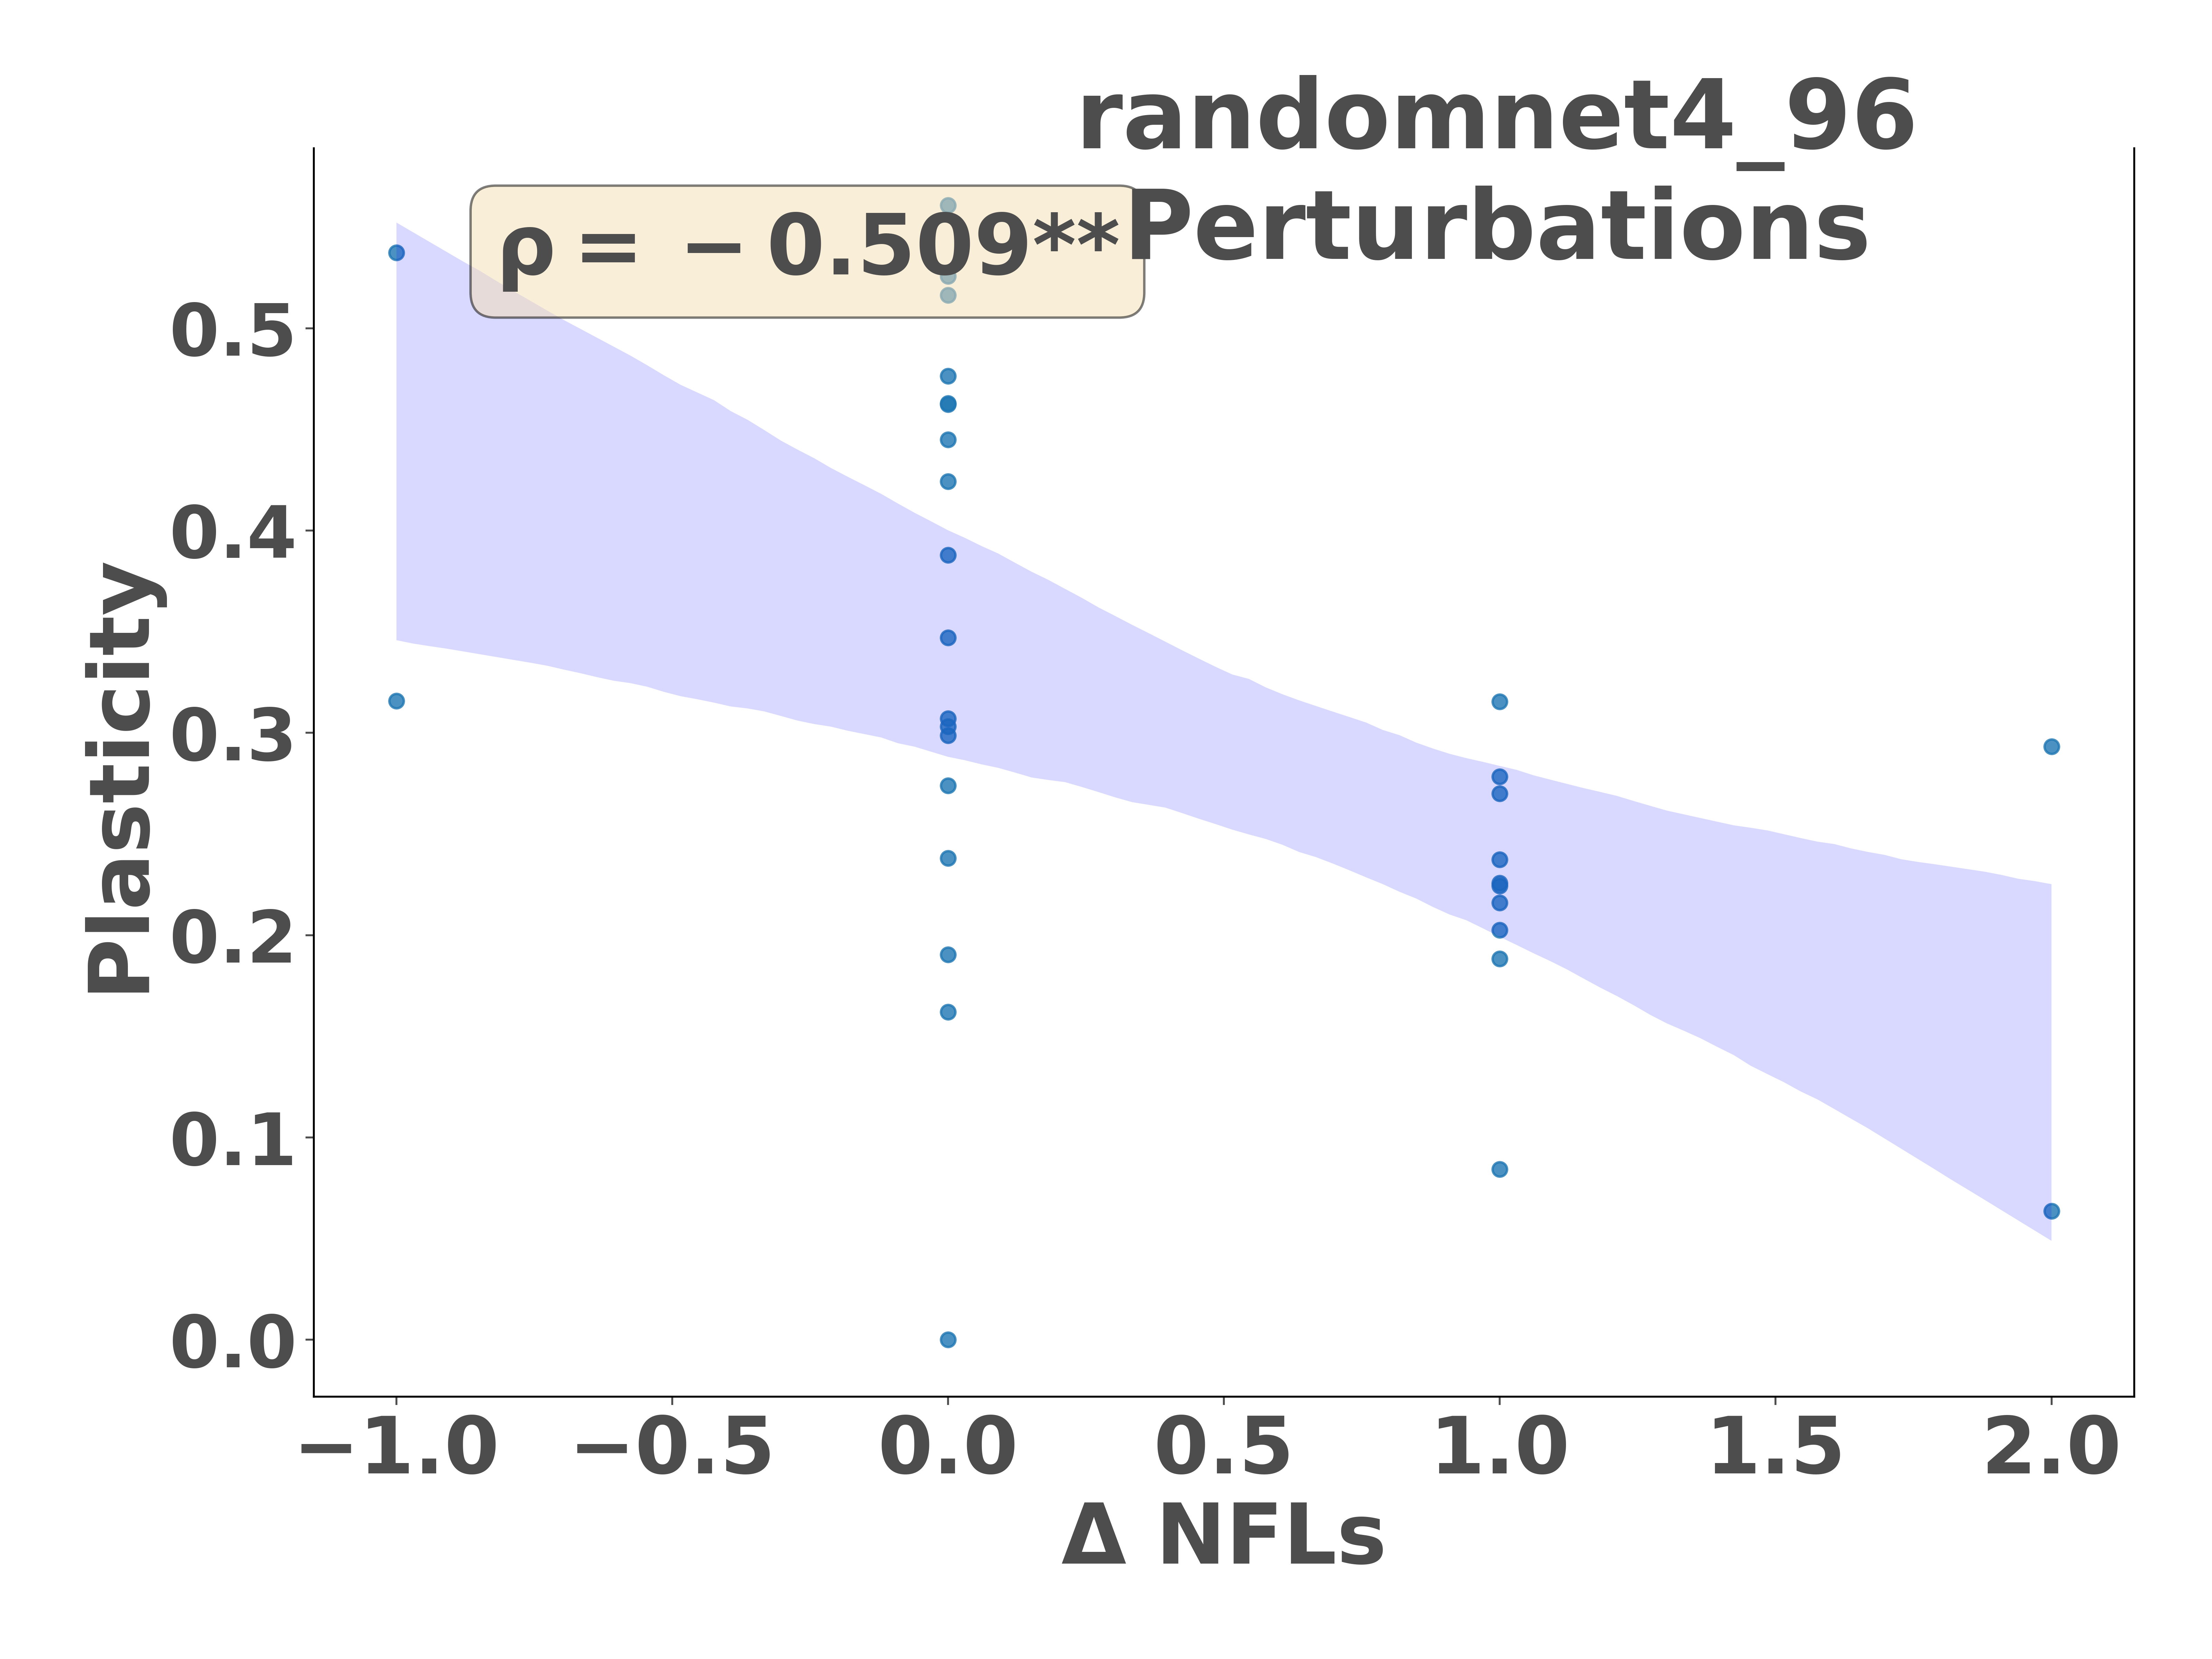 randomnet4_96
Perturbations
ρ = − 0.509**
Plasticity
0.5
0.4
0.3
0.2
0.1
0.0
−1.0 −0.5 0.0 0.5 1.0 1.5 2.0
Δ NFLs